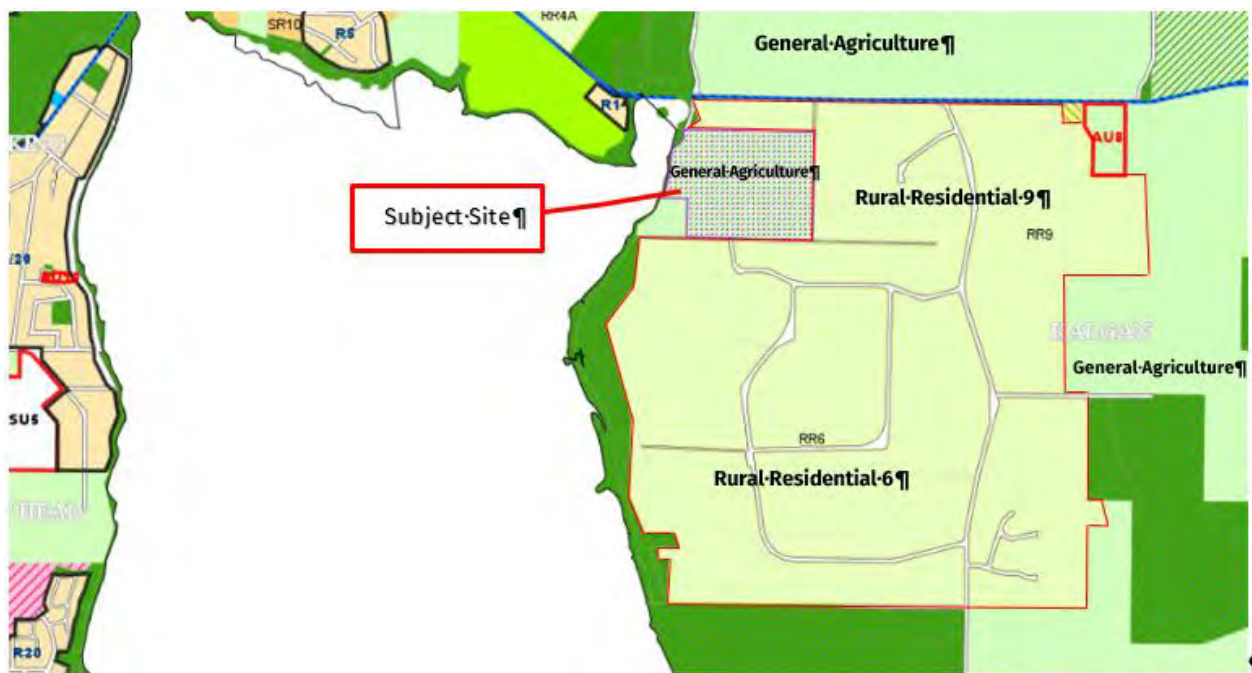 SR10
R5
RR4A
General·Agriculture¶
R1
AU8
General·Agriculture¶
Rural·Residential·9¶
Subject·Site¶
RR9
KALGAN
General·Agriculture¶
SU5
RR6
Rural·Residential·6¶
R20